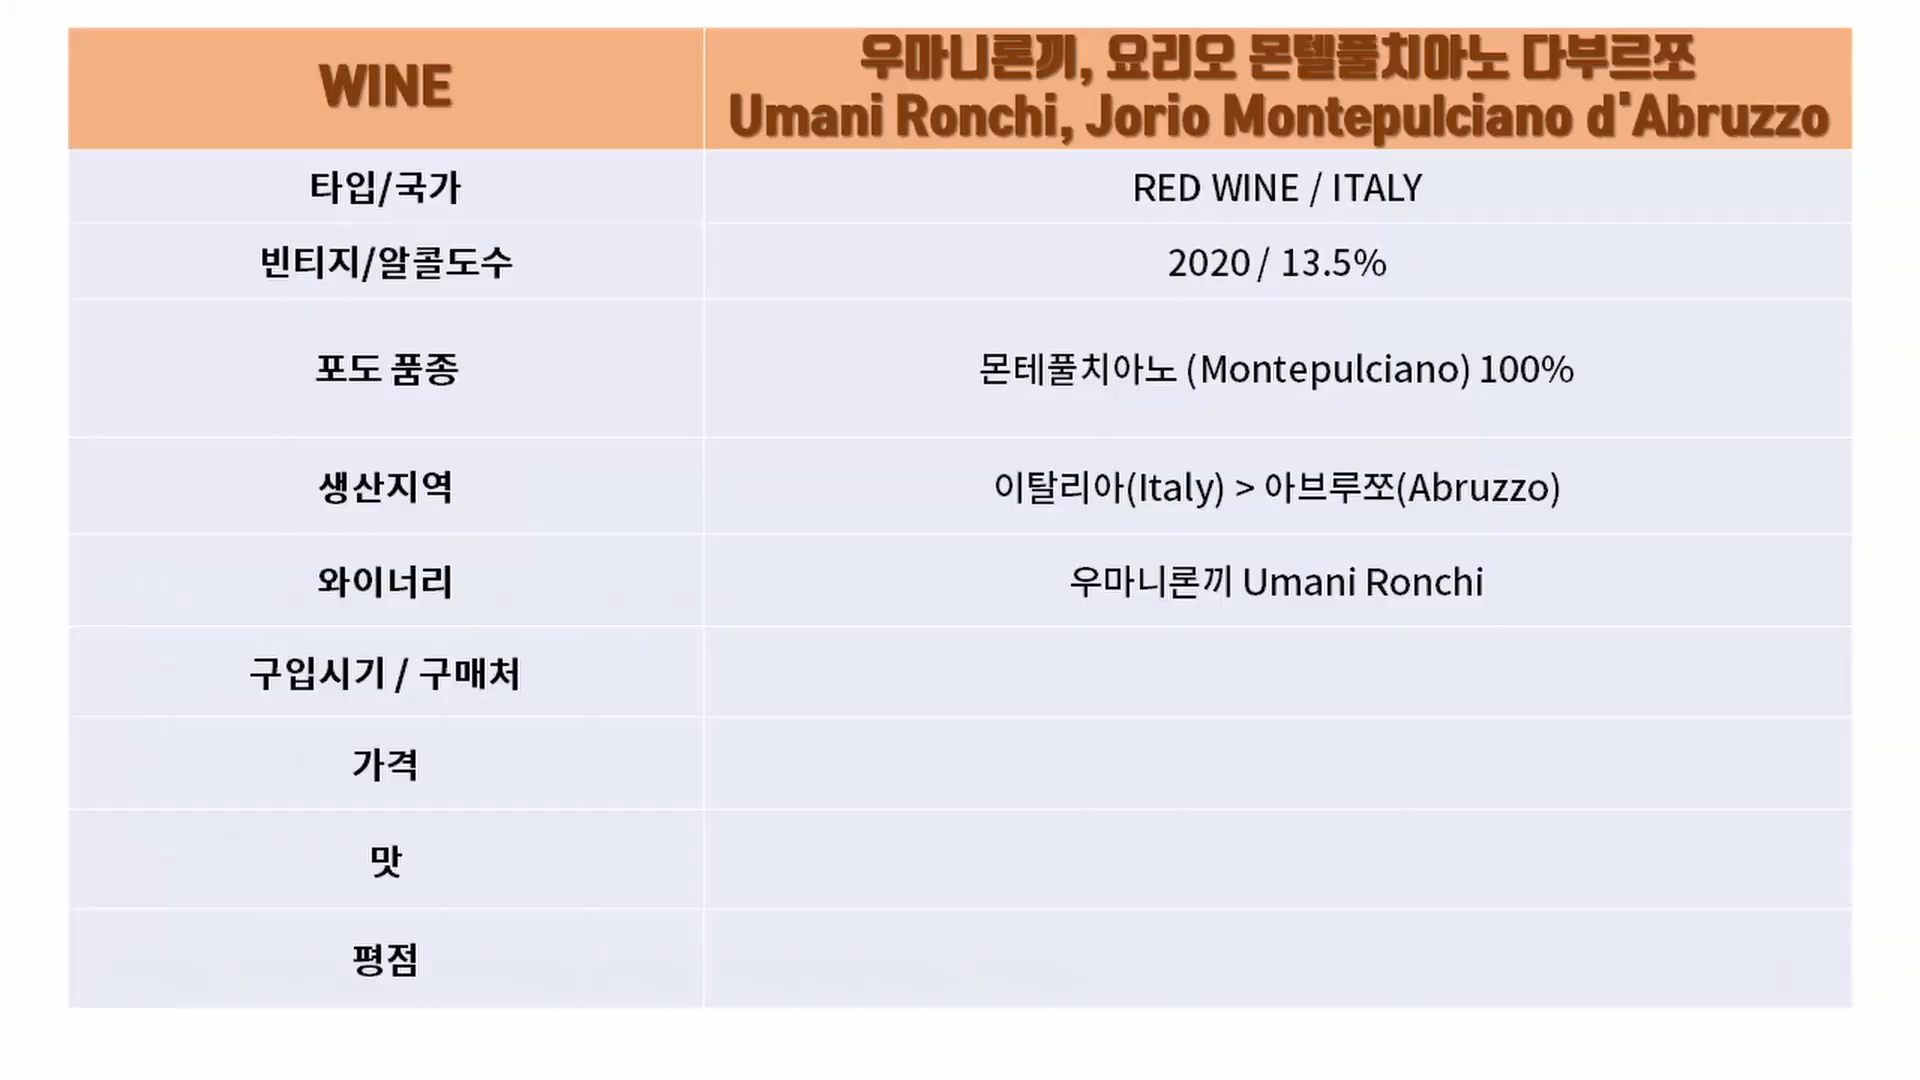 WINE
우마니론끼, 요리오 몬텔풀치아노 다부르쪼
Umani Ronchi, Jorio Montepulciano d'Abruzzo
타입/국가
RED WINE / ITALY
빈티지/알콜도수
2020 / 13.5%
포도 품종
몬테풀치아노 (Montepulciano) 100%
생산지역
이탈리아(Italy) > 아브루쪼(Abruzzo)
와이너리
우마니론끼 Umani Ronchi
구입시기 / 구매처
가격
맛
평점